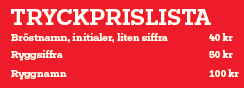 TRYCKPRISLISTA
Bröstnamn, initialer, liten siffra 40 kr
Ryggsiffra 50 kr
Ryggnamn 100 kr